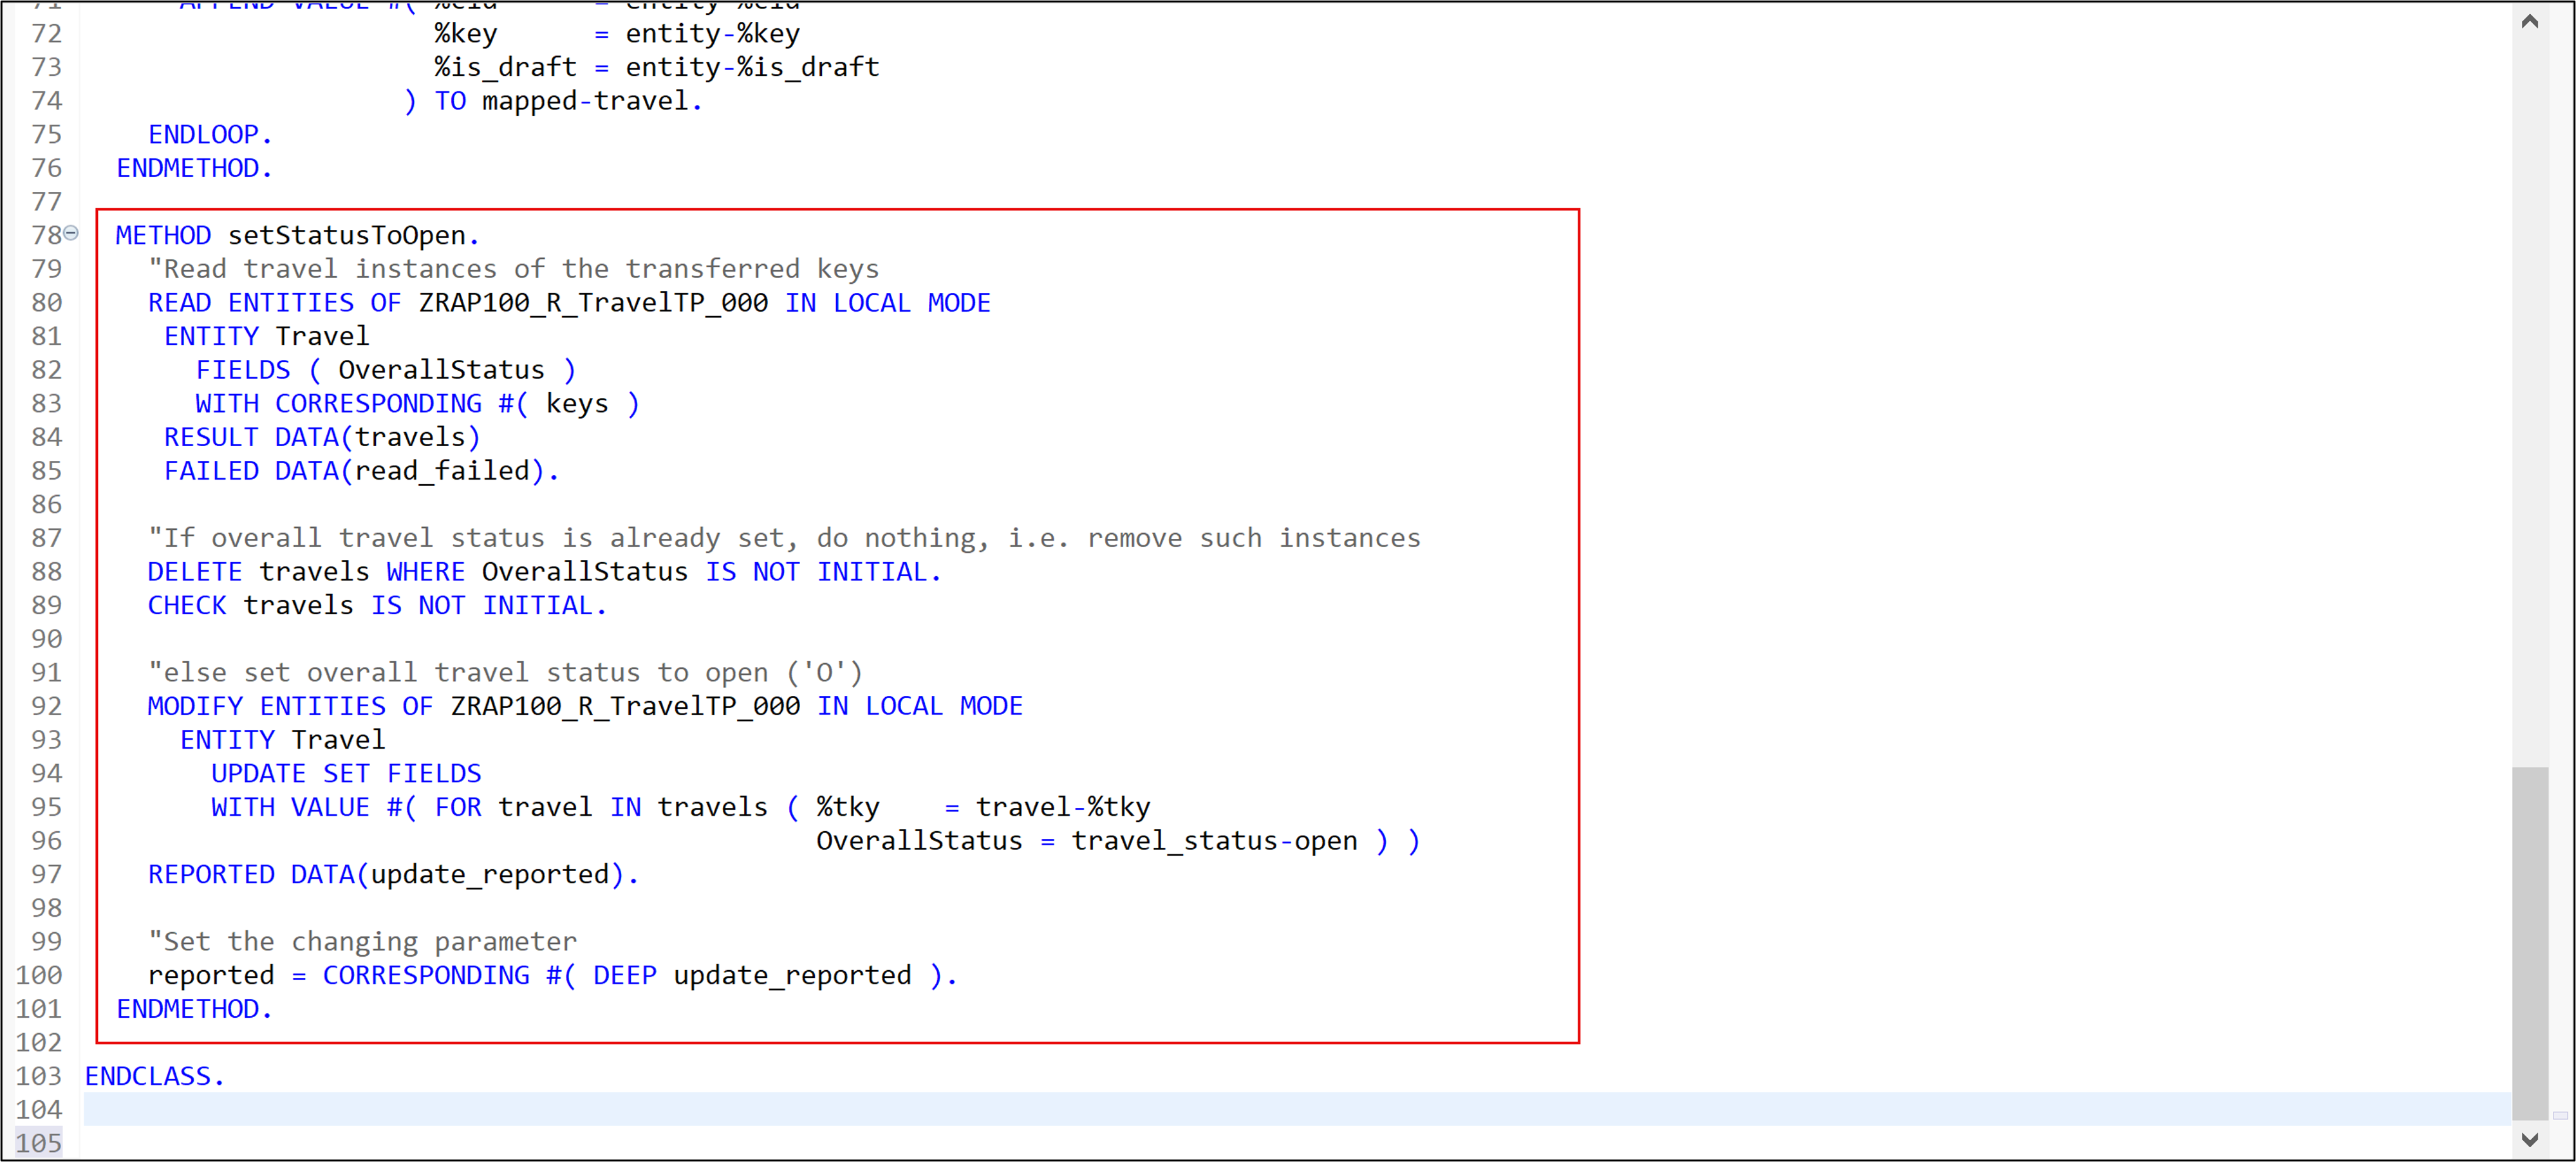 72 %key      = entity-%key
73 %is_draft = entity-%is_draft
74 ) TO mapped-travel.
75 ENDLOOP.
76 ENDMETHOD.
77
78 METHOD setStatusToOpen.
79 "Read travel instances of the transferred keys
80 READ ENTITIES OF ZRAP100_R_TravelTP_000 IN LOCAL MODE
81 ENTITY Travel
82 FIELDS ( OverallStatus )
83 WITH CORRESPONDING #( keys )
84 RESULT DATA(travels)
85 FAILED DATA(read_failed).
86
87 "If overall travel status is already set, do nothing, i.e. remove such instances
88 DELETE travels WHERE OverallStatus IS NOT INITIAL.
89 CHECK travels IS NOT INITIAL.
90
91 "else set overall travel status to open ('O')
92 MODIFY ENTITIES OF ZRAP100_R_TravelTP_000 IN LOCAL MODE
93 ENTITY Travel
94 UPDATE SET FIELDS
95 WITH VALUE #( FOR travel IN travels ( %tky    = travel-%tky
96 OverallStatus = travel_status-open ) )
97 REPORTED DATA(update_reported).
98
99 "Set the changing parameter
100 reported = CORRESPONDING #( DEEP update_reported ).
101 ENDMETHOD.
102
103 ENDCLASS.
104
105